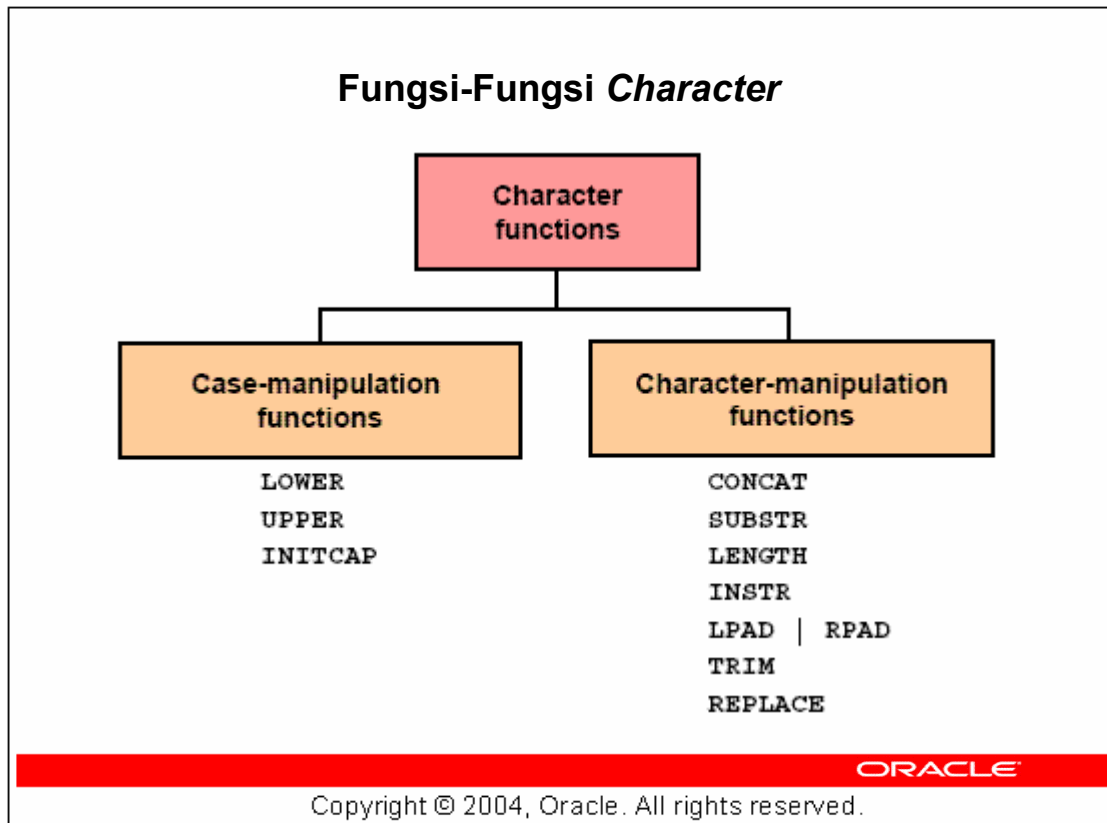 Fungsi-Fungsi Character
Character
functions
Case-manipulation
functions
LOWER
UPPER
INITCAP
Character-manipulation
functions
CONCAT
SUBSTR
LENGTH
INSTR
LPAD | RPAD
TRIM
REPLACE
ORACLE
Copyright © 2004, Oracle. All rights reserved.